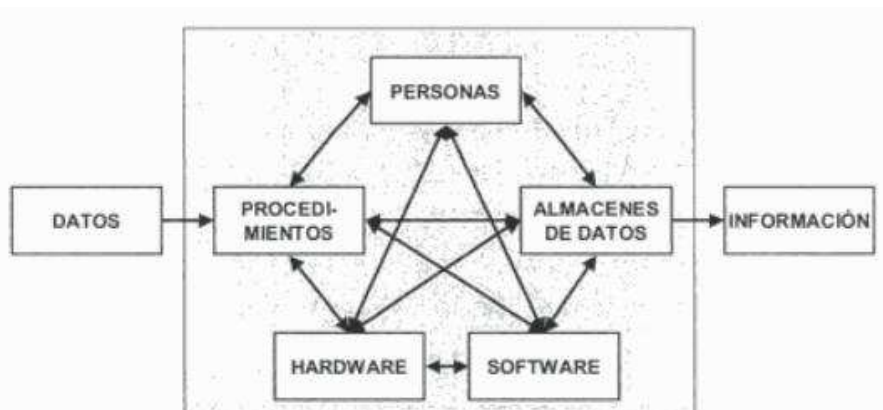 PERSONAS
DATOS
PROCEDI-
MIENTOS
ALMACENES
DE DATOS
INFORMACIÓN
HARDWARE
SOFTWARE